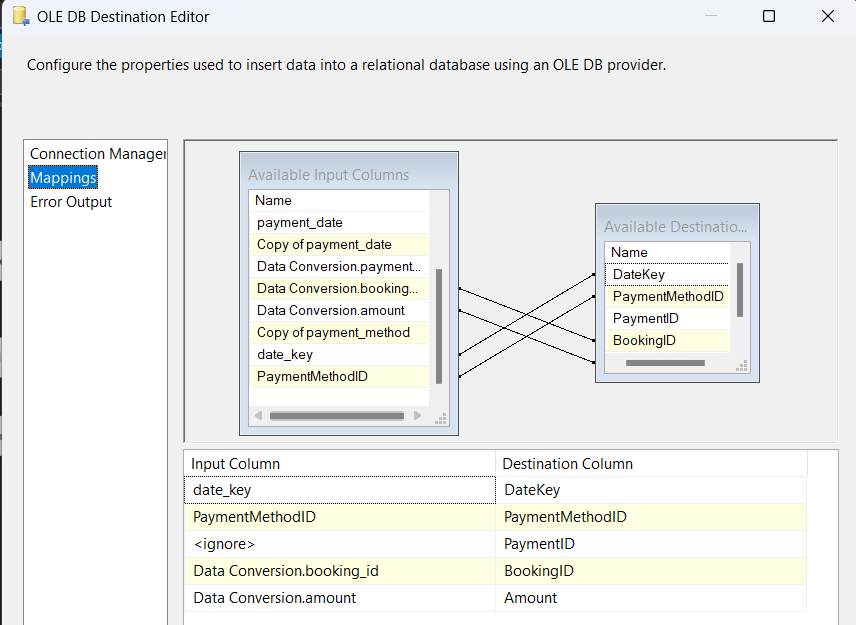 OLE DB Destination Editor
Configure the properties used to insert data into a relational database using an OLE DB provider.
Connection Manager
Mappings
Error Output
Available Input Columns
Name
payment_date
Copy of payment_date
Data Conversion.payment...
Data Conversion.booking...
Data Conversion.amount
Copy of payment_method
date_key
PaymentMethodID
Available Destinatio...
Name
DateKey
PaymentMethodID
PaymentID
BookingID
Input Column Destination Column
date_key DateKey
PaymentMethodID PaymentMethodID
<ignore> PaymentID
Data Conversion.booking_id BookingID
Data Conversion.amount Amount